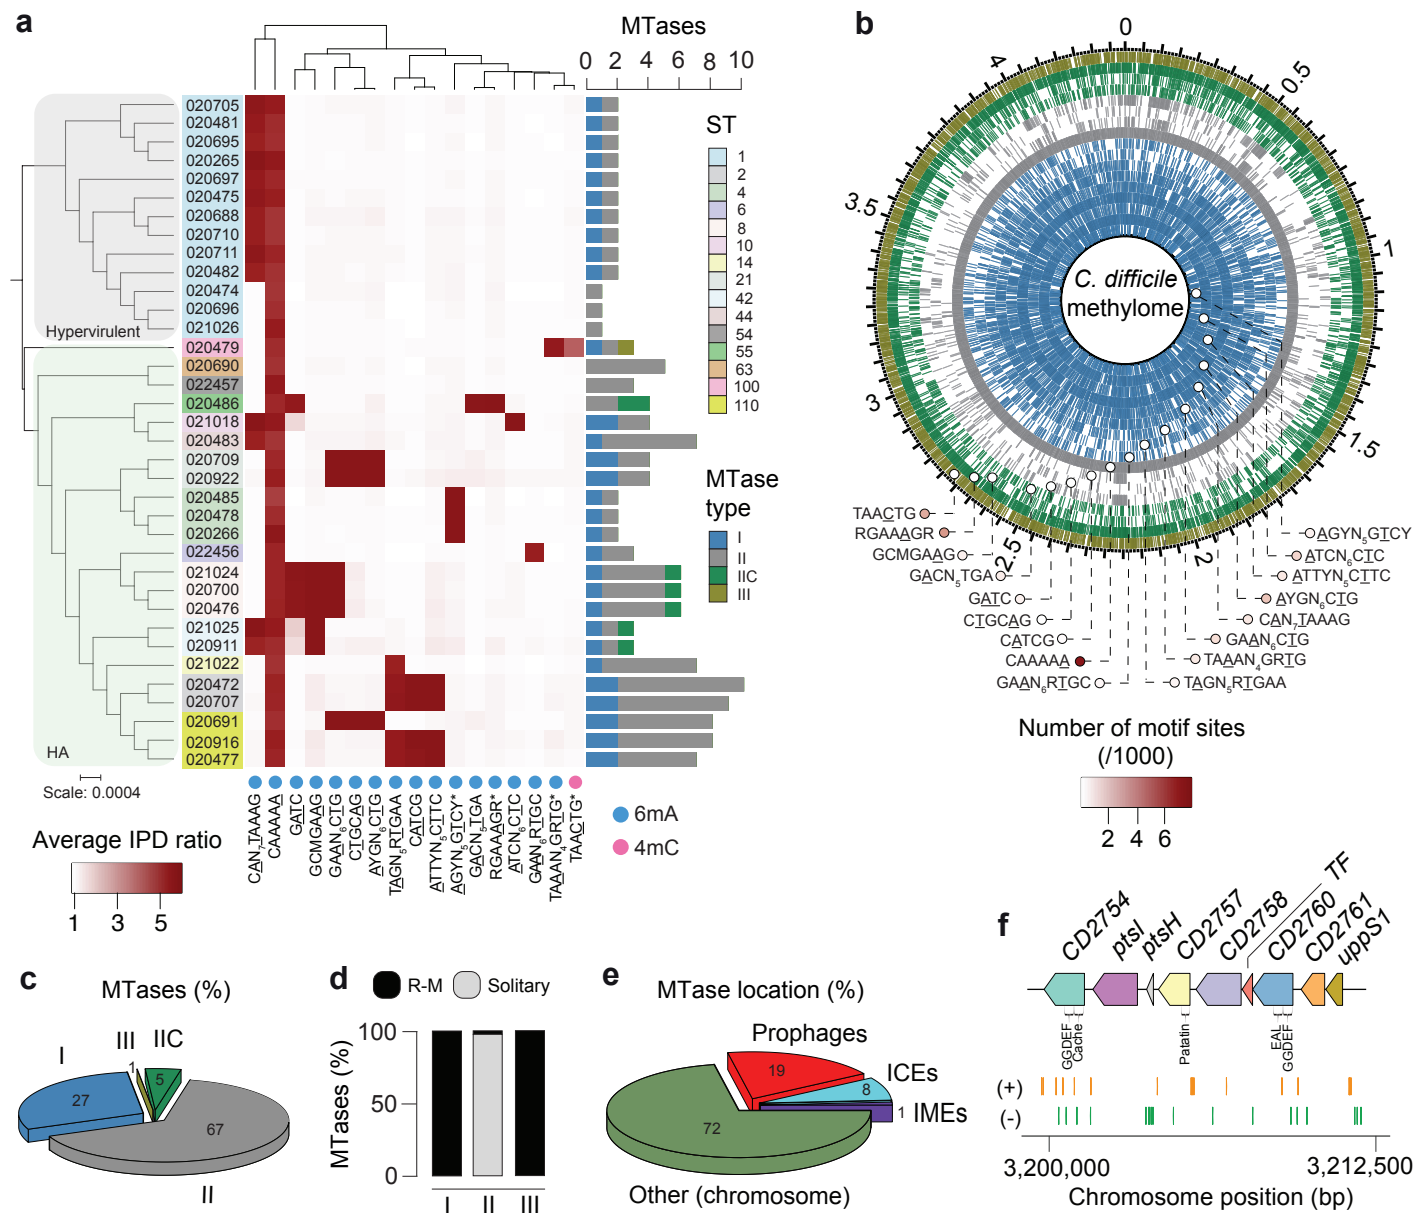 a
MTases
0 2 4 6 8 10
020705
020481
020695
020265
020697
020475
020688
020710
020711
020482
020474
020696
021026
Hypervirulent
020479
020690
022457
020486
021018
020483
020709
020922
020485
020478
020266
022456
021024
020700
020476
021025
020911
021022
020472
020707
020691
020916
020477
HA
Scale: 0.0004
Average IPD ratio
1 3 5
CAN7TAAAG
CAAAAA
GATC
GCMGAAG
GAAN6CTG
CTGCAG
AYGN6CTG
TAGN5RTGAA
CATCG
ATTYN5CTTC
AGYN5GTCY*
GACN5TGA
RGAAAGR*
ATCN6CTC
GAAN6RTGC
TAAAN4GRTG*
TAACTG*
6mA
4mC
ST
1
2
4
6
8
10
14
21
42
44
54
55
63
100
110
MTase
type
I
II
IIC
III
b
0
0.5
1
1.5
2
2.5
3
3.5
4
C. difficile
methylome
TAACTG
RGAAAGR
GCMGAAG
GACN5TGA
GATC
CTGCAG
CATCG
CAAAAA
GAAN6RTGC
AGYN5GTCY
ATCN6CTC
ATTYN5CTTC
AYGN6CTG
CAN7TAAAG
GAAN6CTG
TAAAN4GRTG
TAGN5RTGAA
Number of motif sites
(/1000)
2 4 6
c
MTases (%)
I
III
IIC
II
27
1
5
67
d
R-M
Solitary
MTases (%)
100
50
0
I II III
e
MTase location (%)
Prophages
ICEs
IMEs
Other (chromosome)
19
8
1
72
f
CD2754
ptsI
ptsH
CD2757
CD2758
TF
CD2760
CD2761
uppS1
GGDEF
Cache
Patatin
EAL
GGDEF
(+)
(-)
3,200,000
3,212,500
Chromosome position (bp)